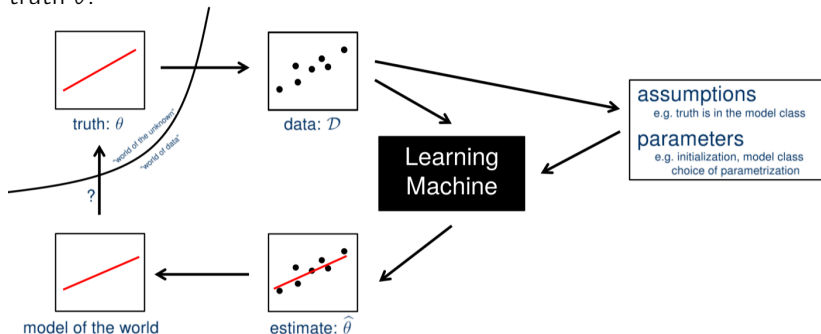 truth θ.
truth: θ
data: 𝒟
"world of the unknown"
"world of data"
assumptions
e.g. truth is in the model class
parameters
e.g. initialization, model class
choice of parametrization
Learning
Machine
?
model of the world
estimate: θ̂